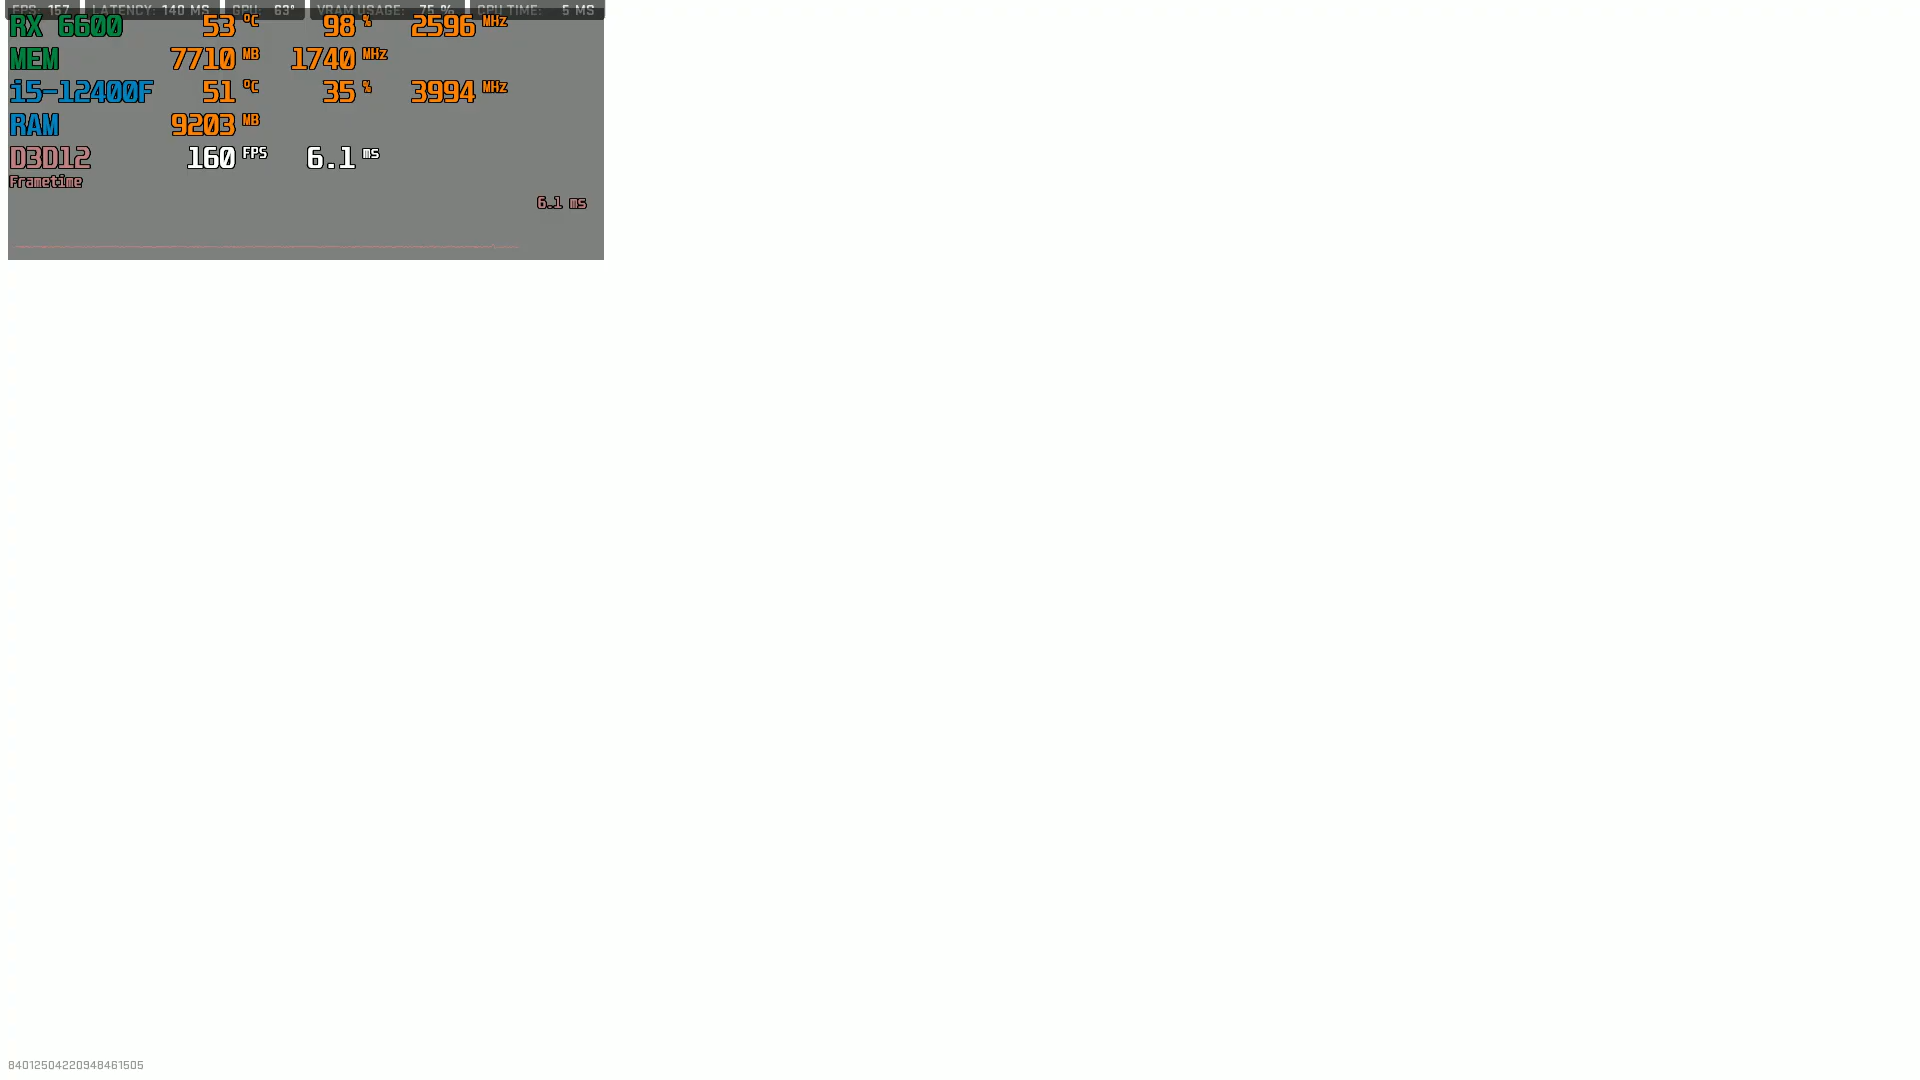 FPS: 157 LATENCY: 140 MS GPU: 63° VRAM USAGE: 75 % CPU TIME: 5 MS
RX 6600 53 °C 98 % 2596 MHz
MEM 7710 MB 1740 MHz
i5-12400F 51 °C 35 % 3994 MHz
RAM 9203 MB
D3D12 160 FPS 6.1 ms
Frametime
6.1 ms
84012504220948461505